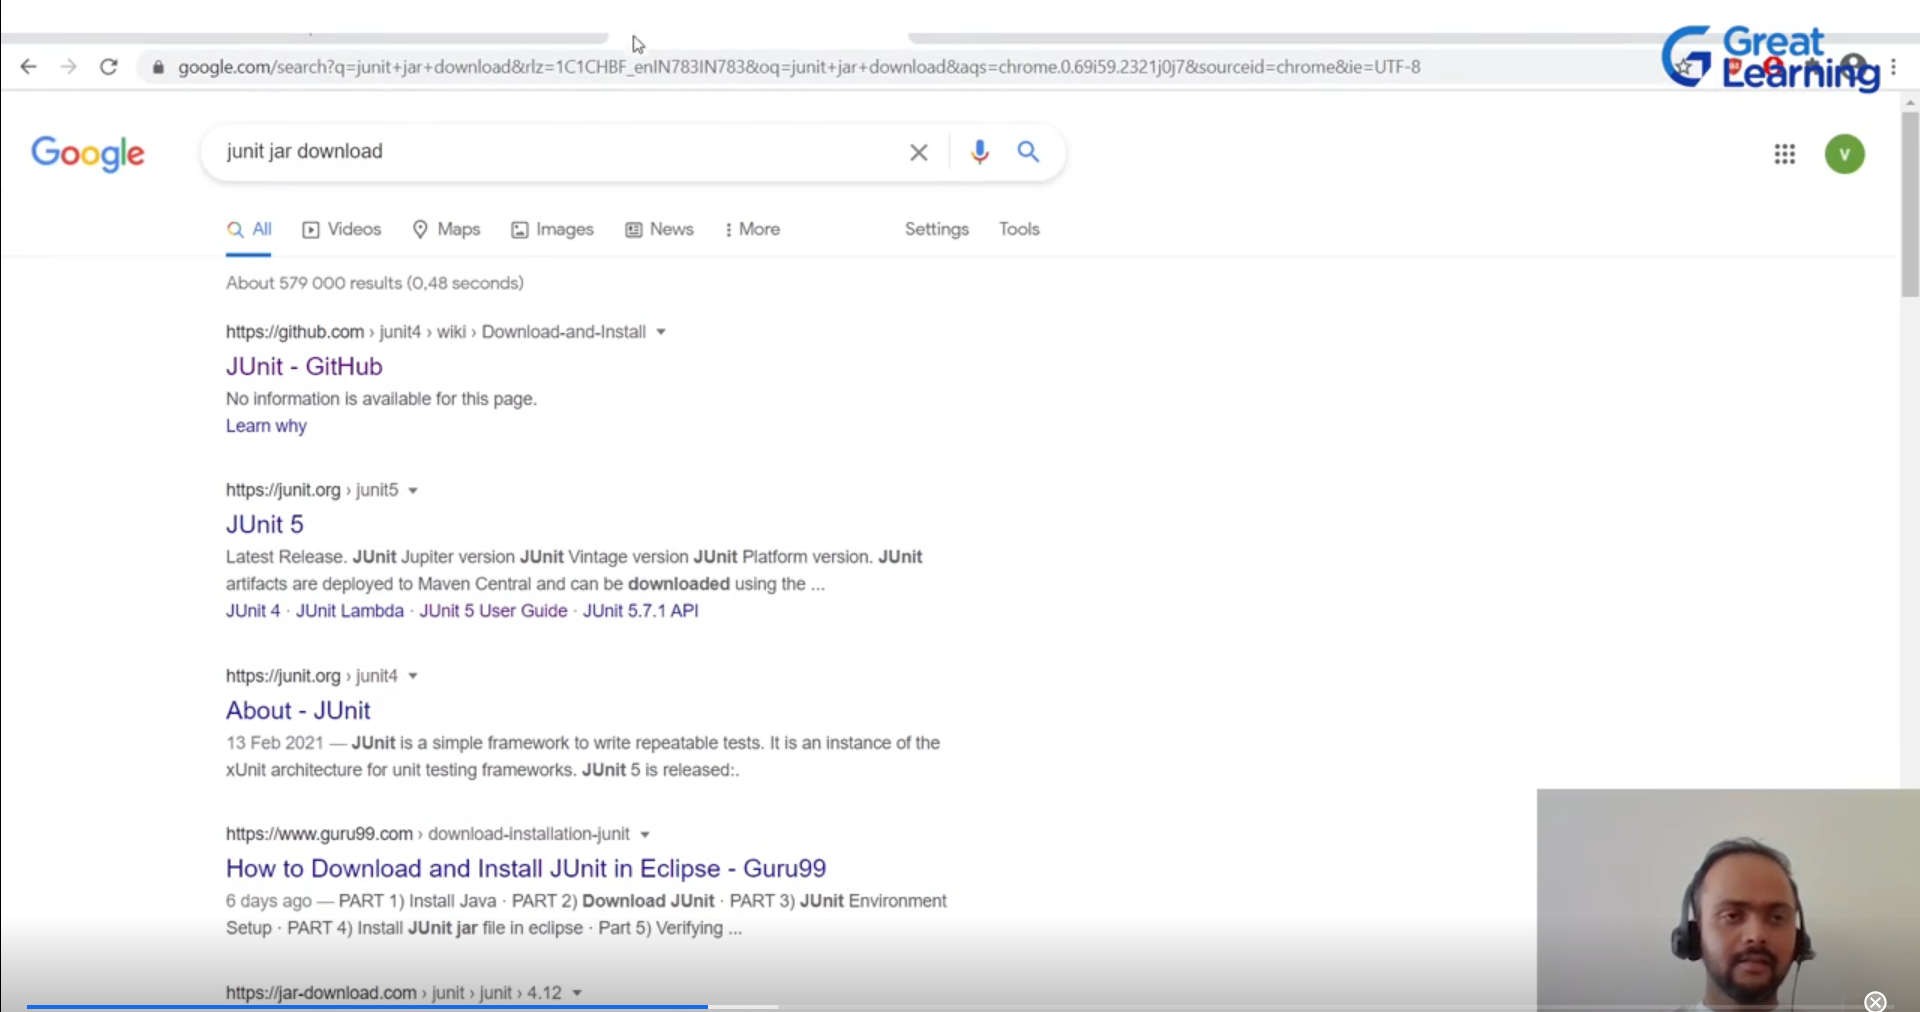 Great
Learning
google.com/search?q=junit+jar+download&rlz=1C1CHBF_enIN783IN783&oq=junit+jar+download&aqs=chrome.0.69i59.2321j0j7&sourceid=chrome&ie=UTF-8
Google
junit jar download
V
All
Videos
Maps
Images
News
More
Settings
Tools
About 579 000 results (0,48 seconds)
https://github.com › junit4 › wiki › Download-and-Install
JUnit - GitHub
No information is available for this page.
Learn why
https://junit.org › junit5
JUnit 5
Latest Release. JUnit Jupiter version JUnit Vintage version JUnit Platform version. JUnit
artifacts are deployed to Maven Central and can be downloaded using the ...
JUnit 4 · JUnit Lambda · JUnit 5 User Guide · JUnit 5.7.1 API
https://junit.org › junit4
About - JUnit
13 Feb 2021 — JUnit is a simple framework to write repeatable tests. It is an instance of the
xUnit architecture for unit testing frameworks. JUnit 5 is released:.
https://www.guru99.com › download-installation-junit
How to Download and Install JUnit in Eclipse - Guru99
6 days ago — PART 1) Install Java · PART 2) Download JUnit · PART 3) JUnit Environment
Setup · PART 4) Install JUnit jar file in eclipse · Part 5) Verifying ...
https://jar-download.com › junit › junit › 4.12